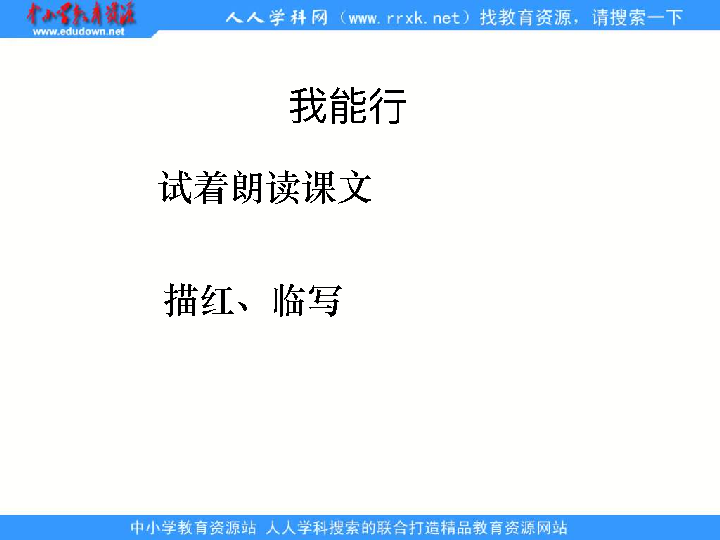 中小学教育资源
www.edudown.net
人人学科网（www.rrxk.net）找教育资源，请搜索一下
我能行
试着朗读课文
描红、临写
中小学教育资源站 人人学科搜索的联合打造精品教育资源网站